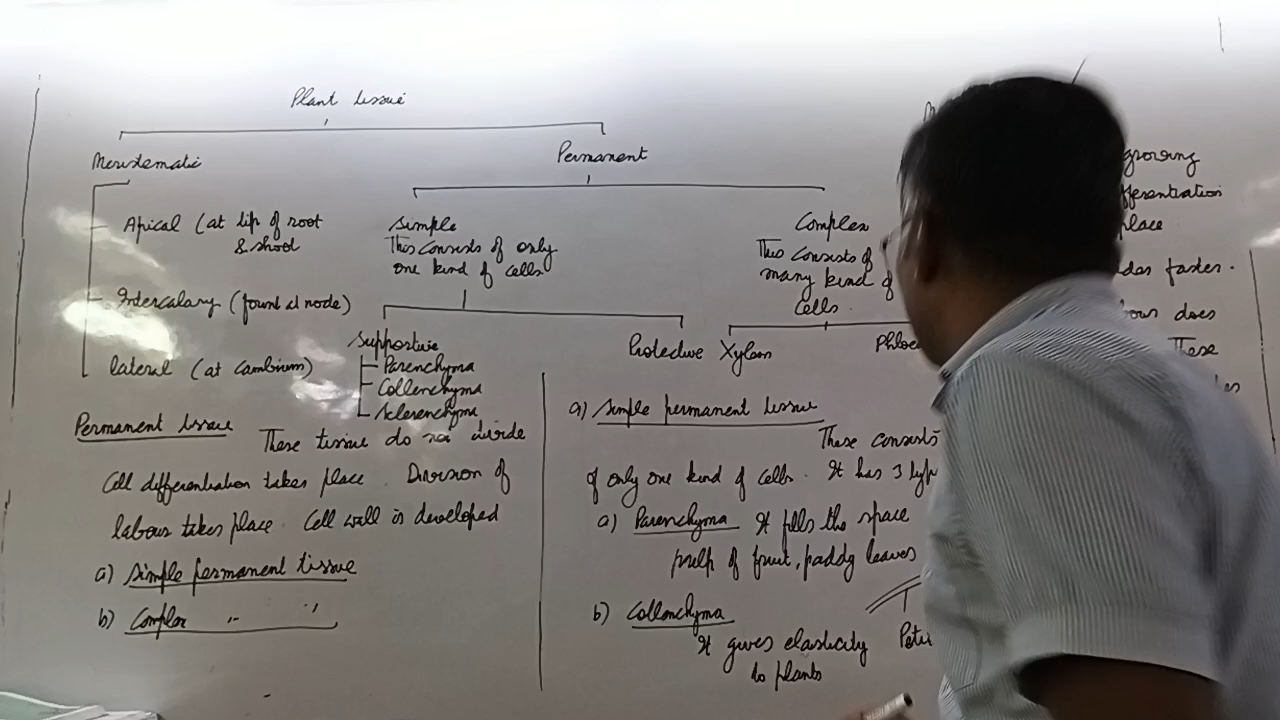 Plant tissue
Meristematic
Permanent
Apical (at tip of root
& shoot
Intercalary (found at node)
lateral (at cambium)
Simple
This consists of only
one kind of cells
Complex
This consists of
many kind of
cells.
Supportive
Parenchyma
Collenchyma
Sclerenchyma
Protective
Xylem
Permanent tissue
These tissue do not divide
Cell differentiation takes place. Division of
labour takes place. Cell wall is developed
a) Simple permanent tissue
b) Complex " "
a) Simple permanent tissue
These consists
of only one kind of cells. It has 3
a) Parenchyma It fills the space
pulp of fruit, paddy leaves
b) Collenchyma
It gives elasticity
to plants
growing
place
faster.
does
These